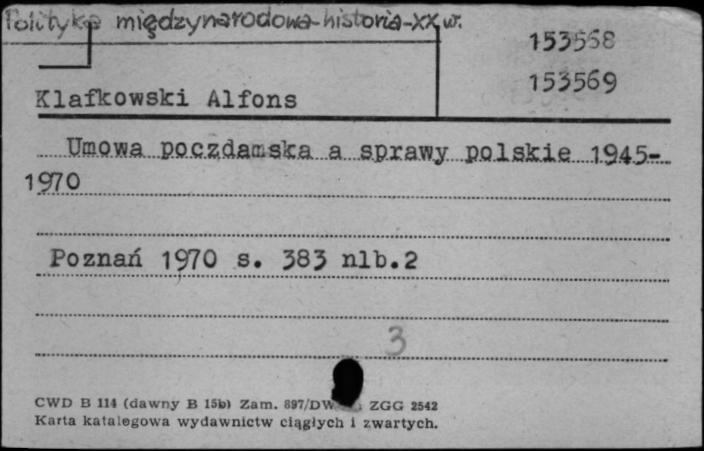 Polityka międzynarodowa-historia-XX w.
153568
153569
Klafkowski Alfons
Umowa poczdamska a sprawy polskie 1945-
1970
Poznań 1970 s. 383 nlb.2
3
CWD B 114 (dawny B 15b) Zam. 897/DW ZGG 2542
Karta katalogowa wydawnictw ciągłych i zwartych.